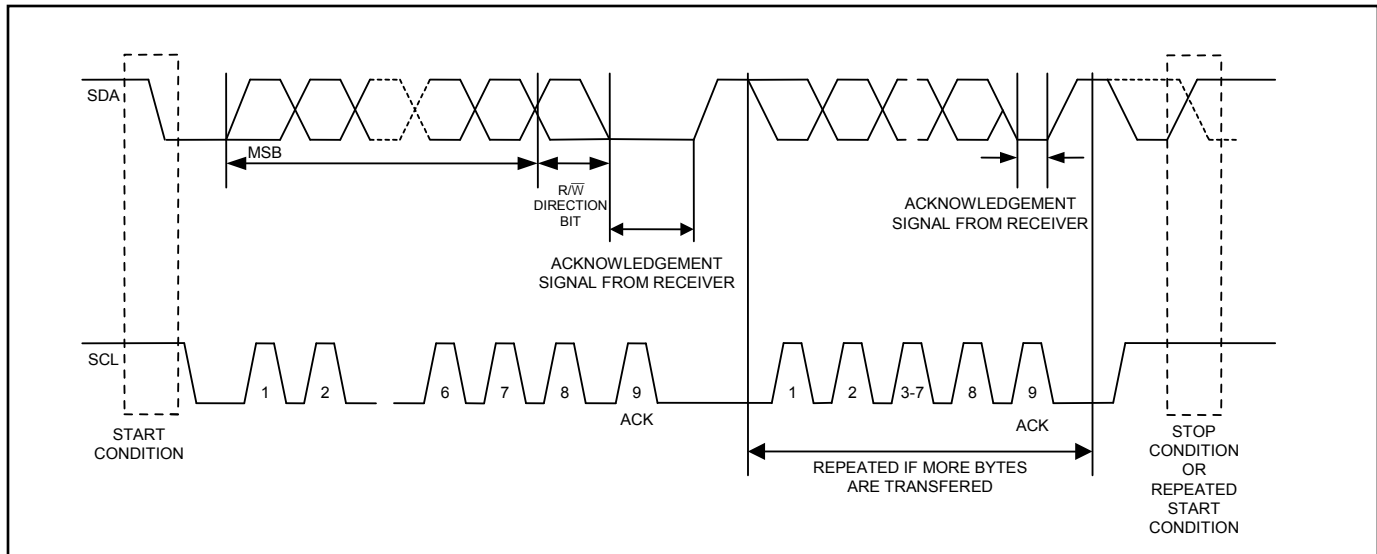 SDA
MSB
R/W̅
DIRECTION
BIT
ACKNOWLEDGEMENT
SIGNAL FROM RECEIVER
ACKNOWLEDGEMENT
SIGNAL FROM RECEIVER
SCL
1 2 6 7 8 9 1 2 3-7 8 9
ACK ACK
START
CONDITION
REPEATED IF MORE BYTES
ARE TRANSFERED
STOP
CONDITION
OR
REPEATED
START
CONDITION